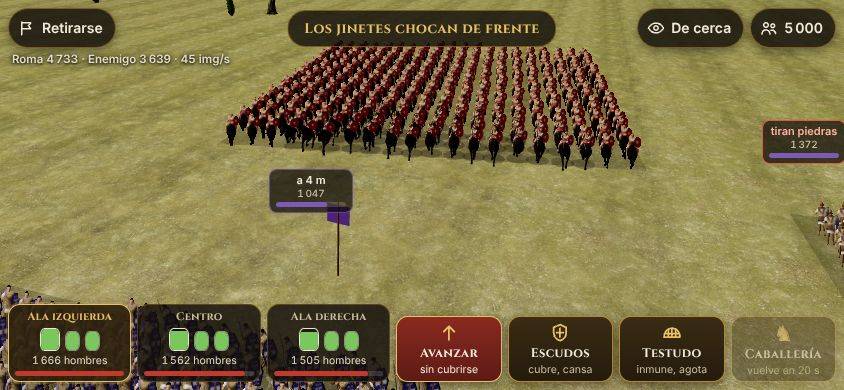 Retirarse
LOS JINETES CHOCAN DE FRENTE
De cerca
5 000
Roma 4 733 · Enemigo 3 639 · 45 img/s
tiran piedras
1 372
a 4 m
1 047
ALA IZQUIERDA
1 666 hombres
CENTRO
1 562 hombres
ALA DERECHA
1 505 hombres
AVANZAR
sin cubrirse
ESCUDOS
cubre, cansa
TESTUDO
inmune, agota
CABALLERÍA
vuelve en 20 s